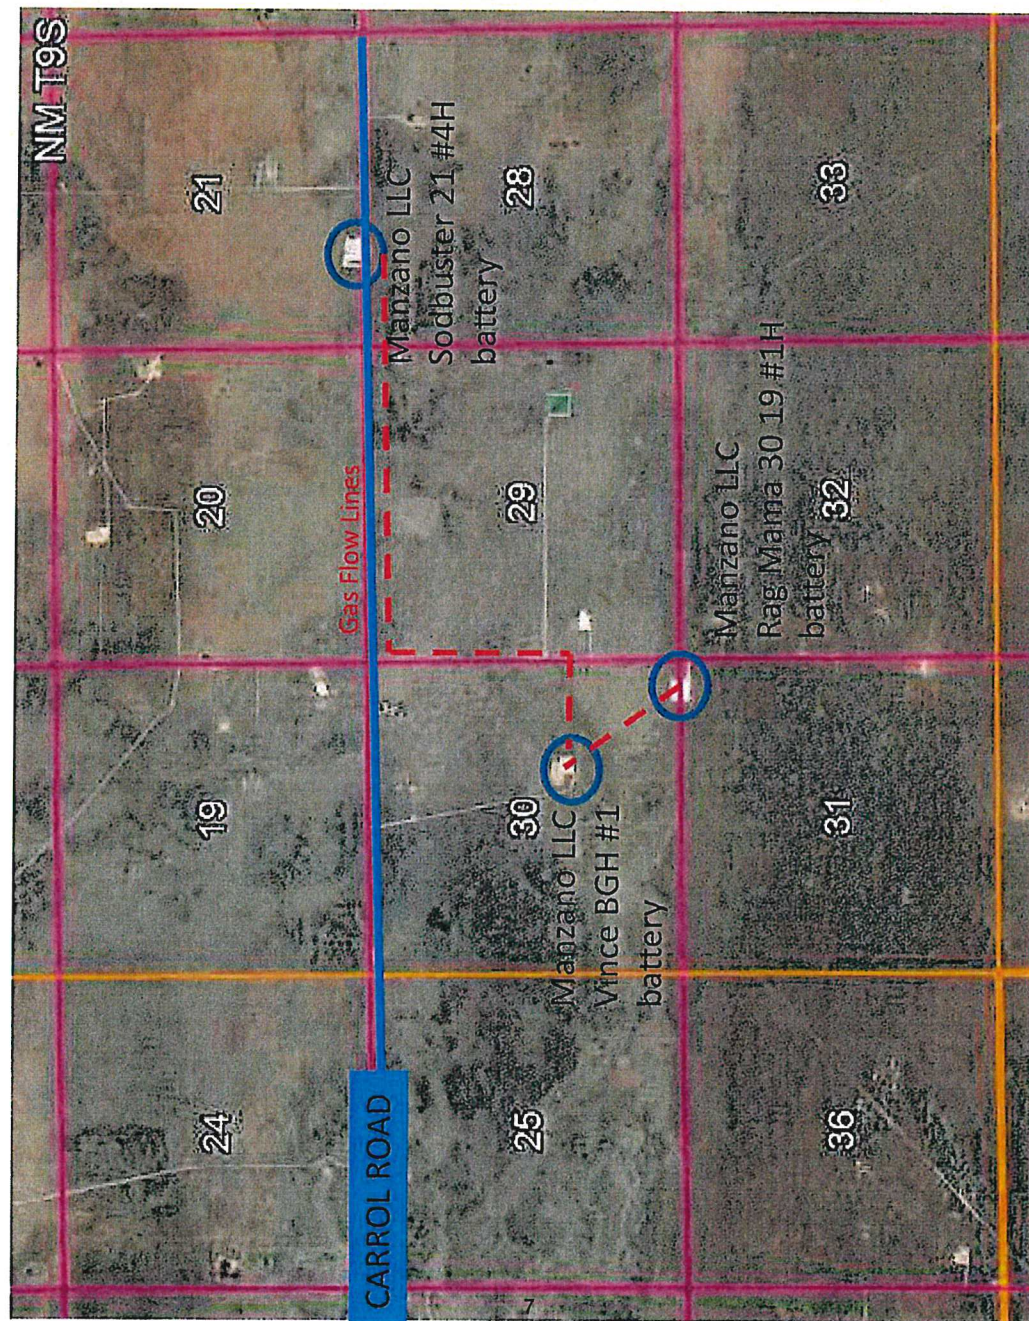 NM T9S
24
19
20
21
Gas Flow Lines
CARROL ROAD
Manzano LLC
Sodbuster 21 #4H
battery
25
30
29
28
Manzano LLC
Vince BGH #1
battery
Manzano LLC
Rag Mama 30 19 #1H
battery
36
31
32
33
7